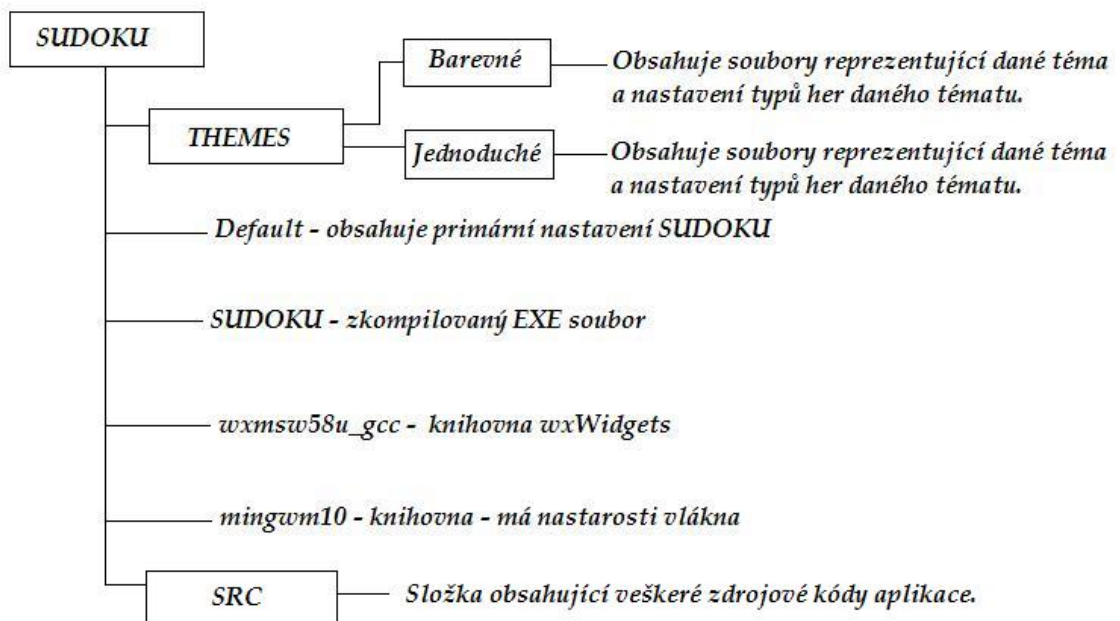 SUDOKU
Barevné
Obsahuje soubory reprezentující dané téma
a nastavení typů her daného tématu.
THEMES
Jednoduché
Obsahuje soubory reprezentující dané téma
a nastavení typů her daného tématu.
Default - obsahuje primární nastavení SUDOKU
SUDOKU - zkompilovaný EXE soubor
wxmsw58u_gcc - knihovna wxWidgets
mingwm10 - knihovna - má nastarosti vlákna
SRC
Složka obsahující veškeré zdrojové kódy aplikace.